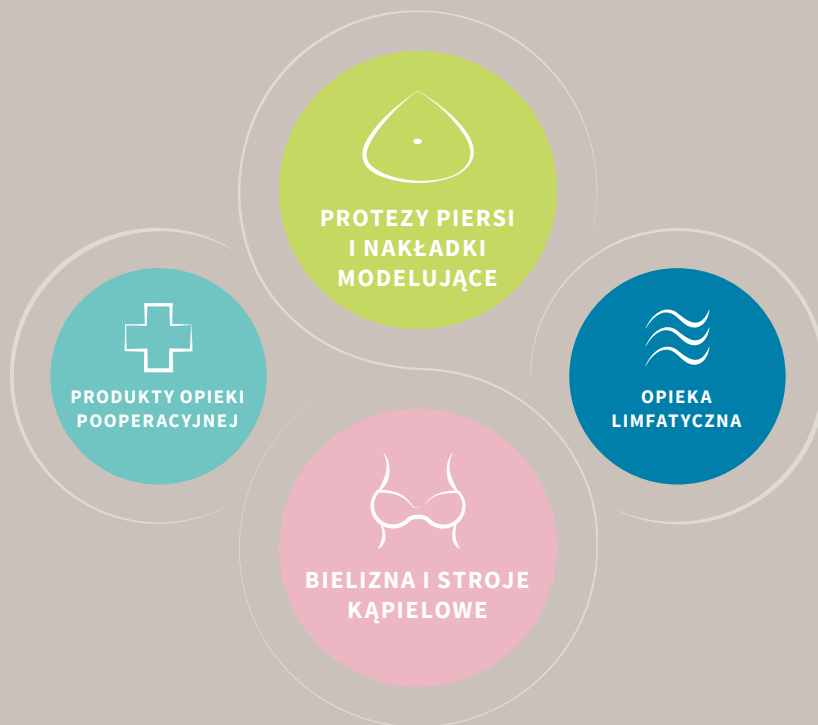 PROTEZY PIERSI
I NAKŁADKI
MODELUJĄCE
PRODUKTY OPIEKI
POOPERACYJNEJ
OPIEKA
LIMFATYCZNA
BIELIZNA I STROJE
KĄPIELOWE